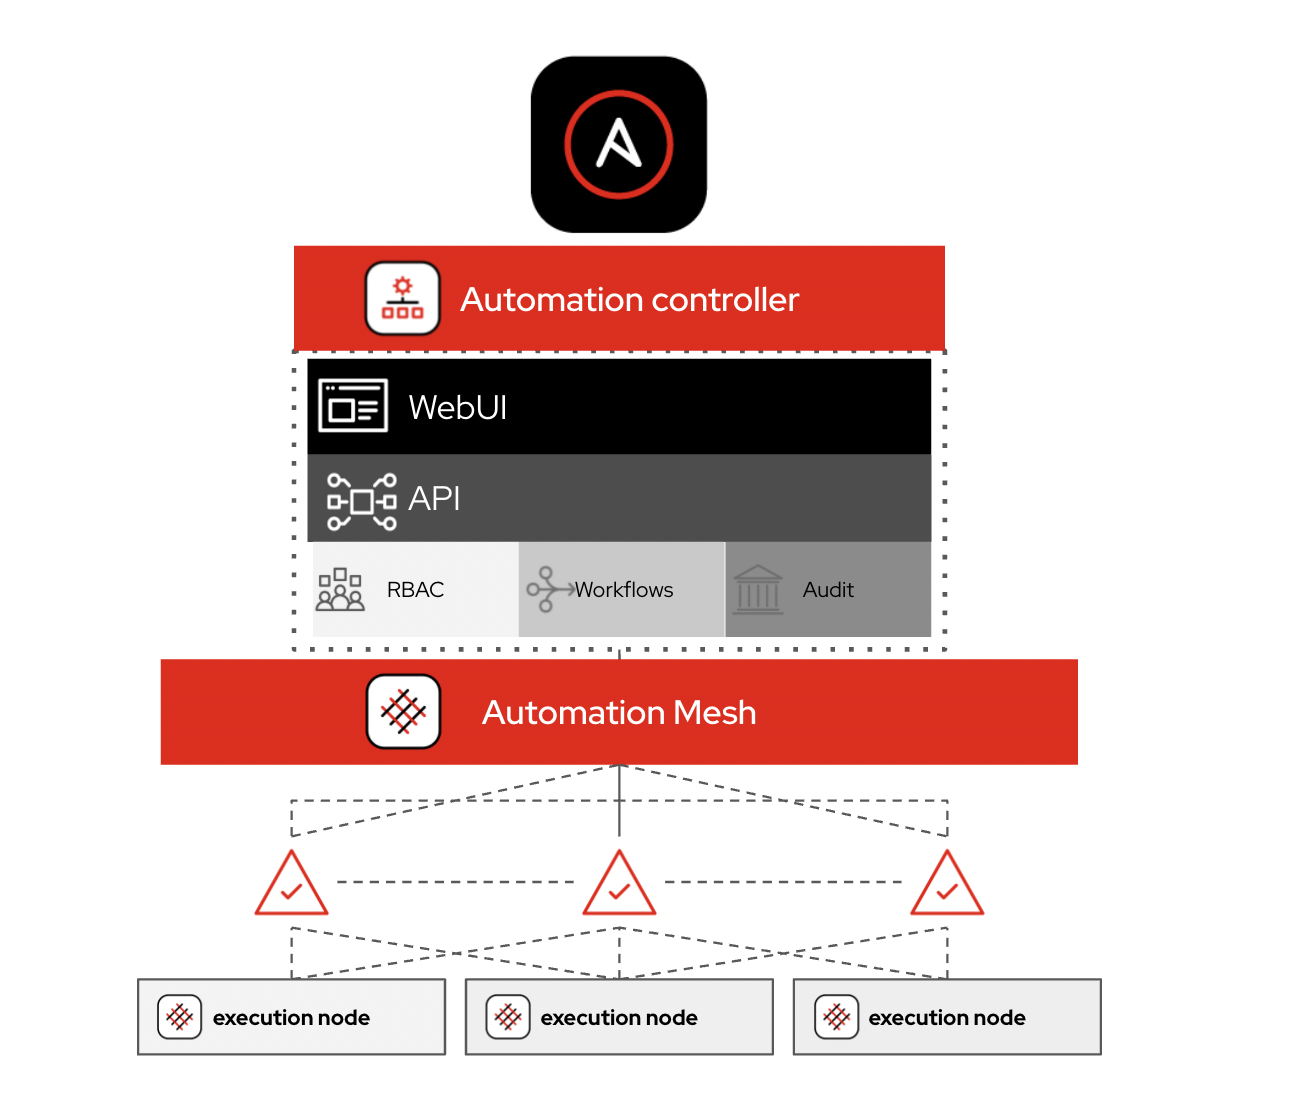 Automation controller
WebUI
API
RBAC
Workflows
Audit
Automation Mesh
execution node
execution node
execution node